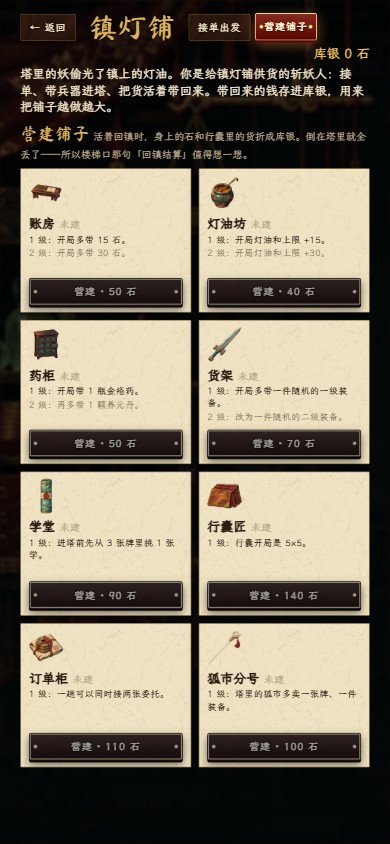 ← 返回
镇灯铺
接单出发
营建铺子
库银 0 石
塔里的妖偷光了镇上的灯油。你是给镇灯铺供货的斩妖人：接
单、带兵器进塔、把货活着带回来。带回来的钱存进库银，用来
把铺子越做越大。
营建铺子 活着回镇时，身上的石和行囊里的货折成库银。倒在塔里就全
丢了——所以楼梯口那句「回镇结算」值得想一想。
账房 未建
1 级：开局多带 15 石。
2 级：开局多带 30 石。
营建 · 50 石
灯油坊 未建
1 级：开局灯油和上限 +15。
2 级：开局灯油和上限 +30。
营建 · 40 石
药柜 未建
1 级：开局带 1 瓶金疮药。
2 级：再多带 1 颗养元丹。
营建 · 50 石
货架 未建
1 级：开局多带一件随机的一级装
备。
2 级：改为一件随机的二级装备。
营建 · 70 石
学堂 未建
1 级：进塔前先从 3 张牌里挑 1 张
学。
营建 · 90 石
行囊匠 未建
1 级：行囊开局是 5x5。
营建 · 140 石
订单柜 未建
1 级：一趟可以同时接两张委托。
营建 · 110 石
狐市分号 未建
1 级：塔里的狐市多卖一张牌、一件
装备。
营建 · 100 石